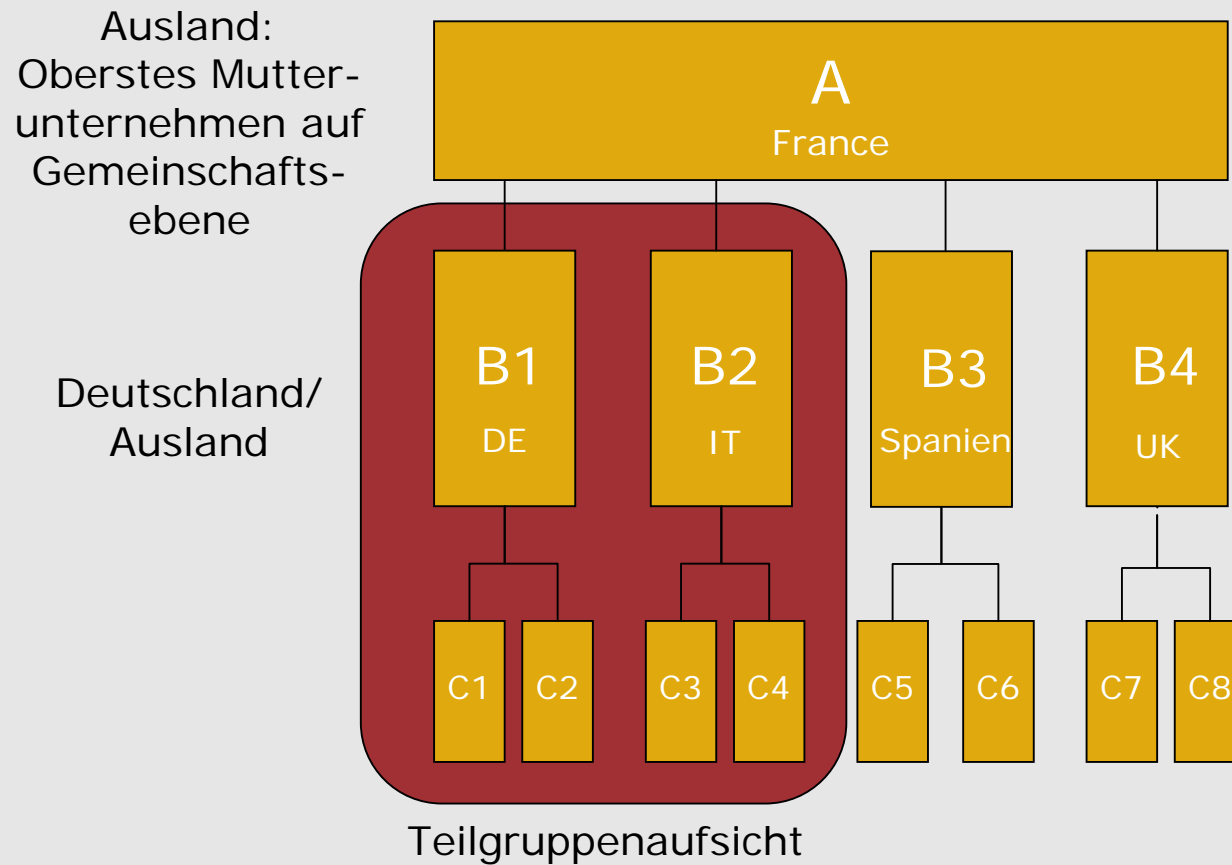 Ausland:
Oberstes Mutter-
unternehmen auf
Gemeinschafts-
ebene
A
France
Deutschland/
Ausland
B1
DE
B2
IT
B3
Spanien
B4
UK
C1
C2
C3
C4
C5
C6
C7
C8
Teilgruppenaufsicht